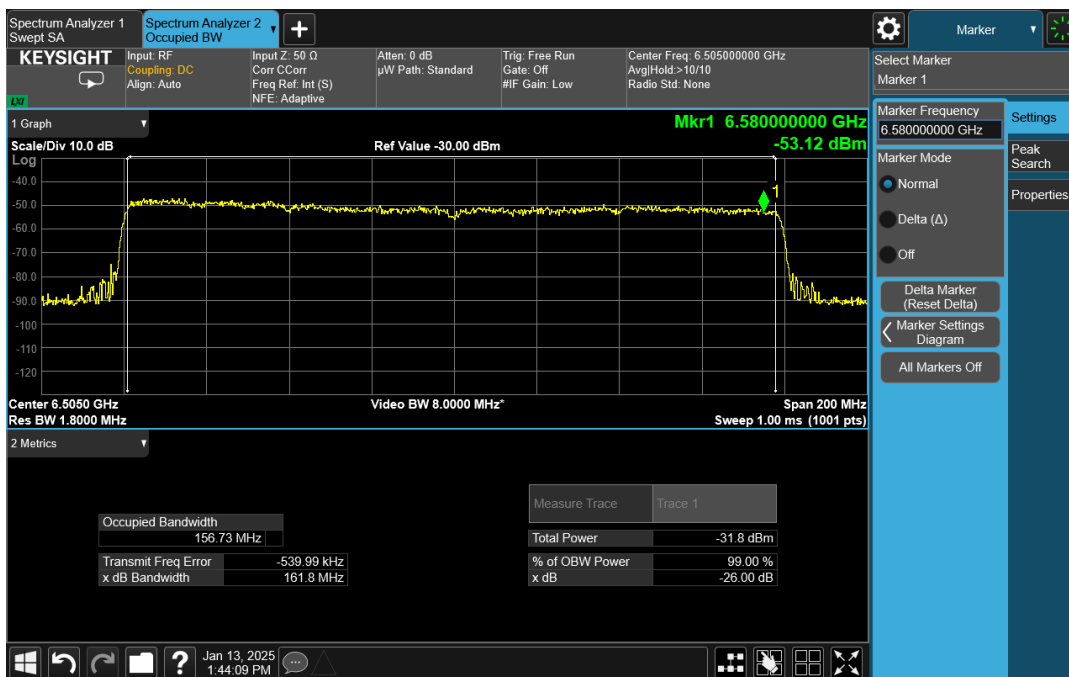 Spectrum Analyzer 1
Swept SA
Spectrum Analyzer 2
Occupied BW
Marker
KEYSIGHT
LXI
Input: RF
Coupling: DC
Align: Auto
Input Z: 50 Ω
Corr CCorr
Freq Ref: Int (S)
NFE: Adaptive
Atten: 0 dB
µW Path: Standard
Trig: Free Run
Gate: Off
#IF Gain: Low
Center Freq: 6.505000000 GHz
Avg|Hold:>10/10
Radio Std: None
Select Marker
Marker 1
1 Graph
Mkr1 6.580000000 GHz
-53.12 dBm
Scale/Div 10.0 dB
Ref Value -30.00 dBm
Log
-40.0
-50.0
-60.0
-70.0
-80.0
-90.0
-100
-110
-120
1
Center 6.5050 GHz
Res BW 1.8000 MHz
Video BW 8.0000 MHz*
Span 200 MHz
Sweep 1.00 ms (1001 pts)
Marker Frequency
6.580000000 GHz
Marker Mode
Normal
Delta (Δ)
Off
Delta Marker
(Reset Delta)
Marker Settings
Diagram
All Markers Off
Settings
Peak
Search
Properties
2 Metrics
Occupied Bandwidth
156.73 MHz
Transmit Freq Error -539.99 kHz
x dB Bandwidth 161.8 MHz
Measure Trace Trace 1
Total Power -31.8 dBm
% of OBW Power 99.00 %
x dB -26.00 dB
Jan 13, 2025
1:44:09 PM